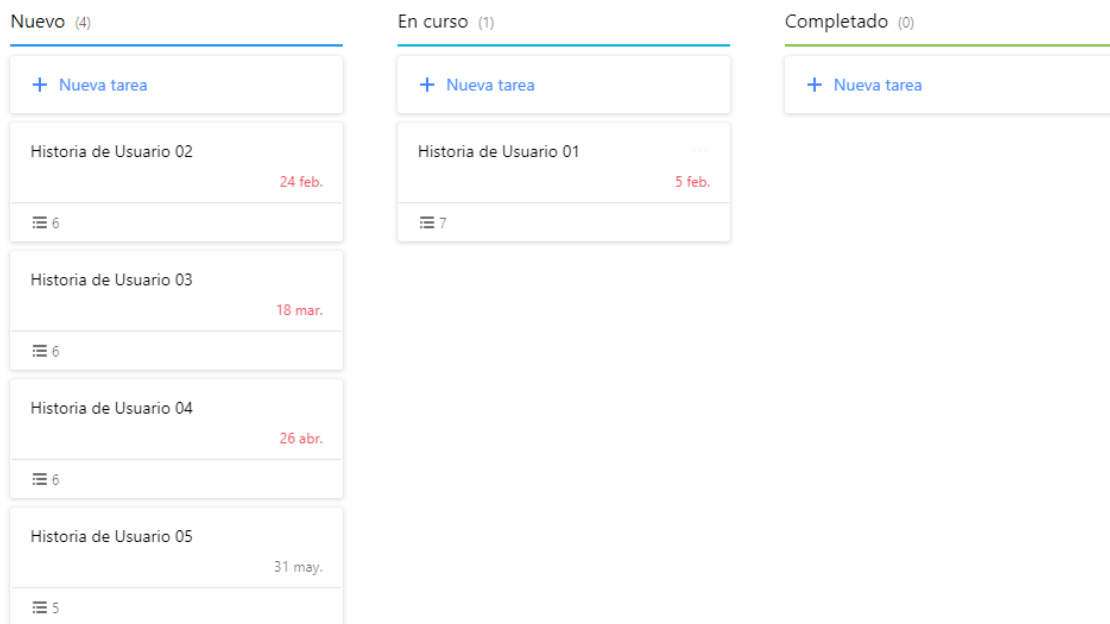 Nuevo (4)
+ Nueva tarea
Historia de Usuario 02
24 feb.
6
Historia de Usuario 03
18 mar.
6
Historia de Usuario 04
26 abr.
6
Historia de Usuario 05
31 may.
5
En curso (1)
+ Nueva tarea
Historia de Usuario 01
5 feb.
7
Completado (0)
+ Nueva tarea